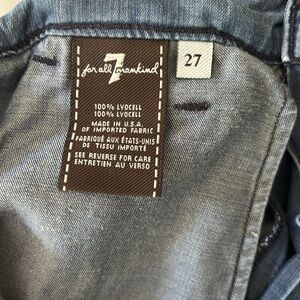 7
for all mankind
27
100% LYOCELL
100% LYOCELL
MADE IN U.S.A.
OF IMPORTED FABRIC
FABRIQUÉ AUX ÉTATS-UNIS
DE TISSU IMPORTÉ
SEE REVERSE FOR CARE
ENTRETIEN AU VERSO